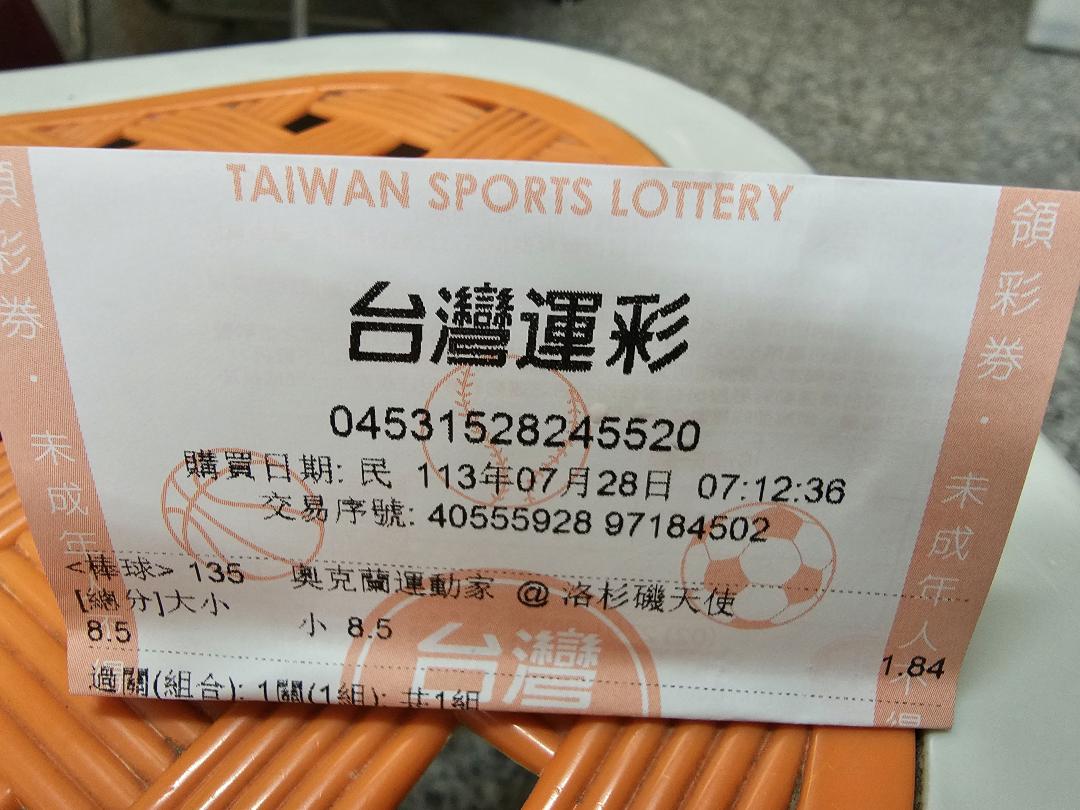 TAIWAN SPORTS LOTTERY
台灣運彩
04531528245520
購買日期: 民 113年07月28日 07:12:36
交易序號: 40555928 97184502
<棒球> 135 奧克蘭運動家 @ 洛杉磯天使
[總分]大小
8.5 小 8.5
1.84
過關(組合): 1關(1組): 共1組
台灣
領彩券.未成年
領彩券.未成年人不得